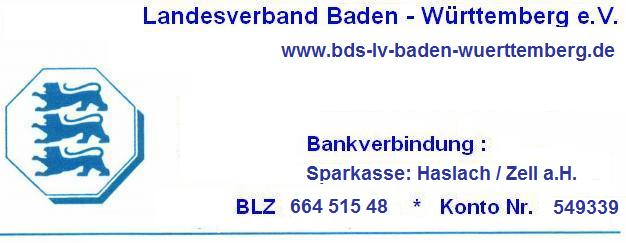 Landesverband Baden - Württemberg e.V.
www.bds-lv-baden-wuerttemberg.de
Bankverbindung :
Sparkasse: Haslach / Zell a.H.
BLZ 664 515 48 * Konto Nr. 549339